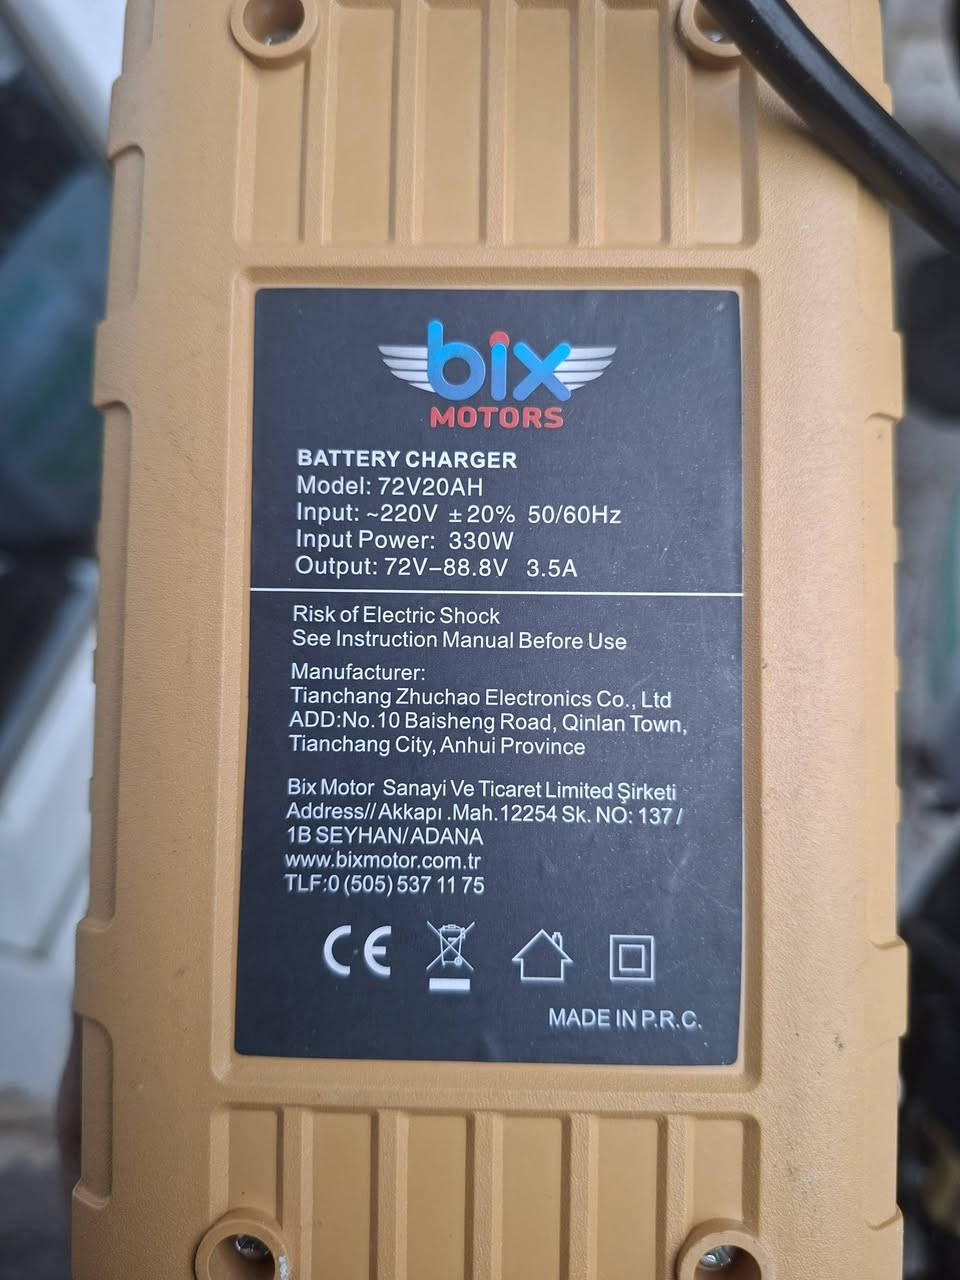 bix
MOTORS
BATTERY CHARGER
Model: 72V20AH
Input: ~220V ±20% 50/60Hz
Input Power: 330W
Output: 72V–88.8V 3.5A
Risk of Electric Shock
See Instruction Manual Before Use
Manufacturer:
Tianchang Zhuchao Electronics Co., Ltd
ADD:No.10 Baisheng Road, Qinlan Town,
Tianchang City, Anhui Province
Bix Motor Sanayi Ve Ticaret Limited Şirketi
Address// Akkapı .Mah.12254 Sk. NO: 137 /
1B SEYHAN/ ADANA
www.bixmotor.com.tr
TLF:0 (505) 537 11 75
CE
MADE IN P.R.C.